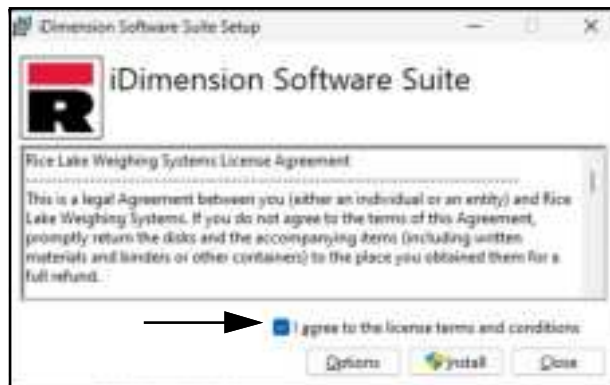 iDimension Software Suite Setup
R
iDimension Software Suite
Rice Lake Weighing Systems License Agreement
--------------------------------------------------------------------------------
This is a legal Agreement between you (either an individual or an entity) and Rice
Lake Weighing Systems. If you do not agree to the terms of this Agreement,
promptly return the disks and the accompanying items (including written
materials and binders or other containers) to the place you obtained them for a
full refund.
I agree to the license terms and conditions
Options Install Close